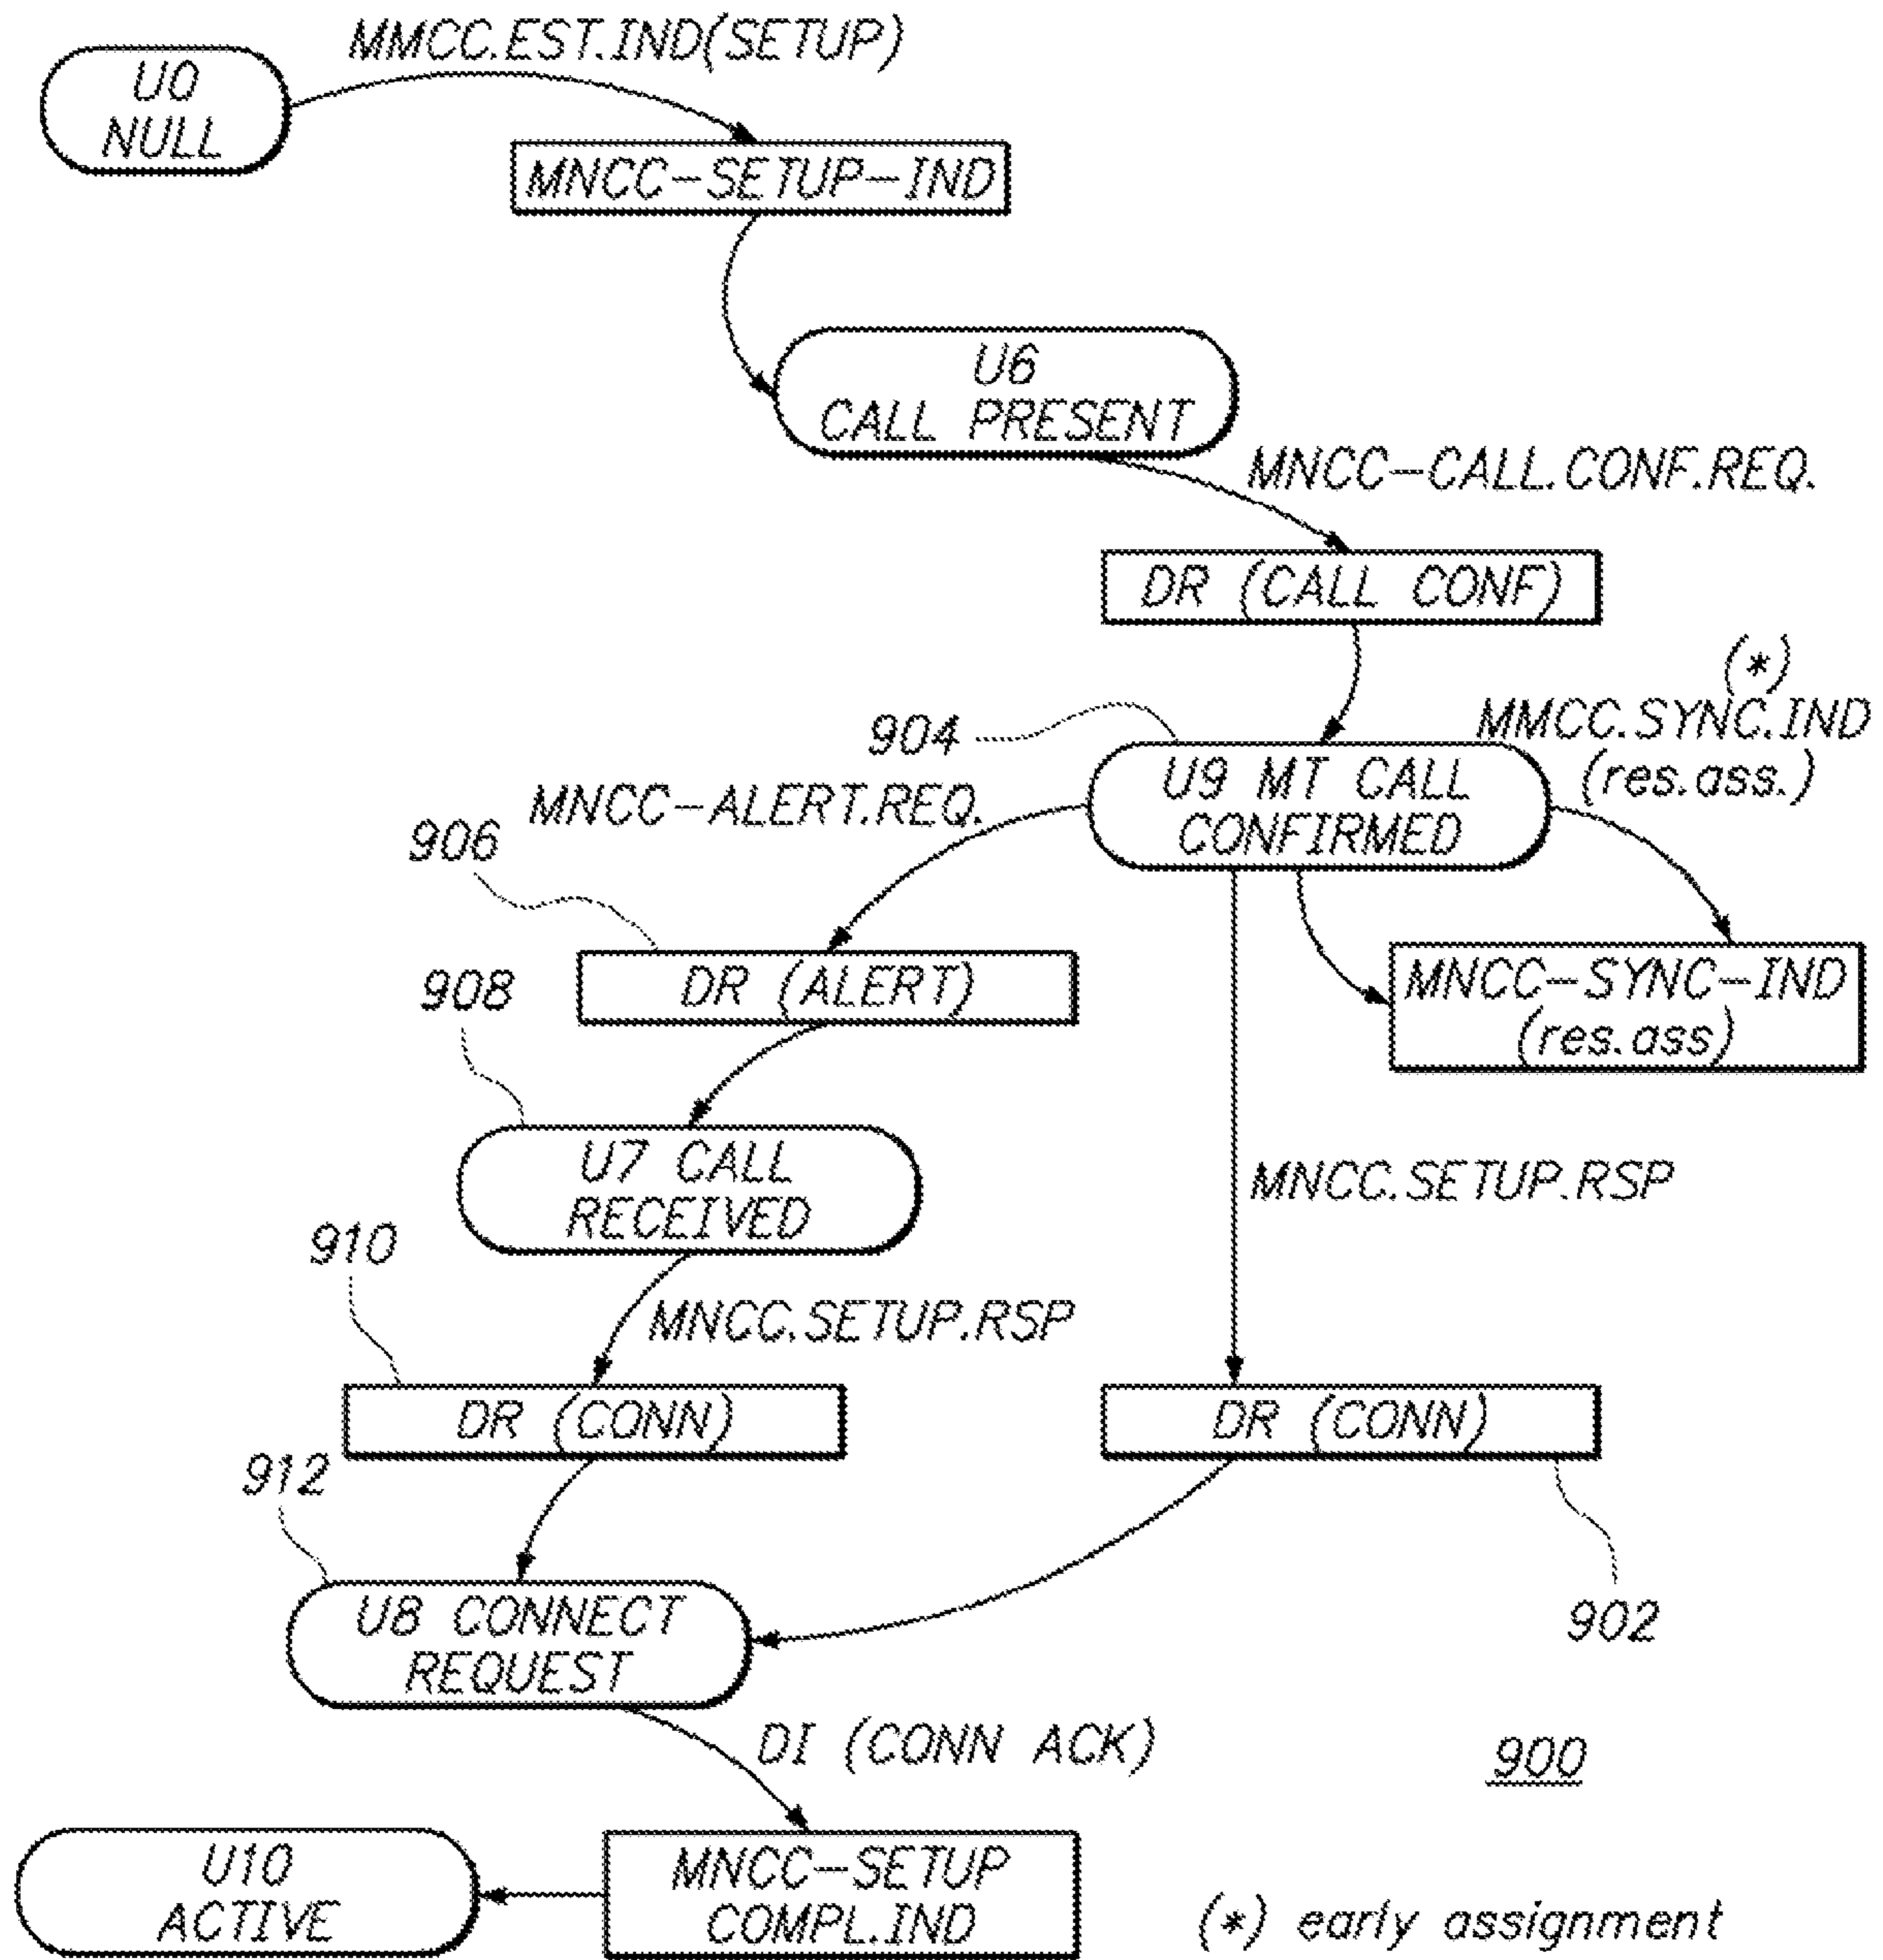 MMCC.EST.IND(SETUP)
U0
NULL
MNCC-SETUP-IND
U6
CALL PRESENT
MNCC-CALL.CONF.REQ.
DR (CALL CONF)
(*)
MMCC.SYNC.IND
(res.ass.)
904
U9 MT CALL
CONFIRMED
MNCC-ALERT.REQ.
906
DR (ALERT)
MNCC-SYNC-IND
(res.ass)
908
U7 CALL
RECEIVED
MNCC.SETUP.RSP
910
MNCC.SETUP.RSP
DR (CONN)
DR (CONN)
912
902
U8 CONNECT
REQUEST
DI (CONN ACK)
900
U10
ACTIVE
MNCC-SETUP
COMPL.IND
(*) early assignment